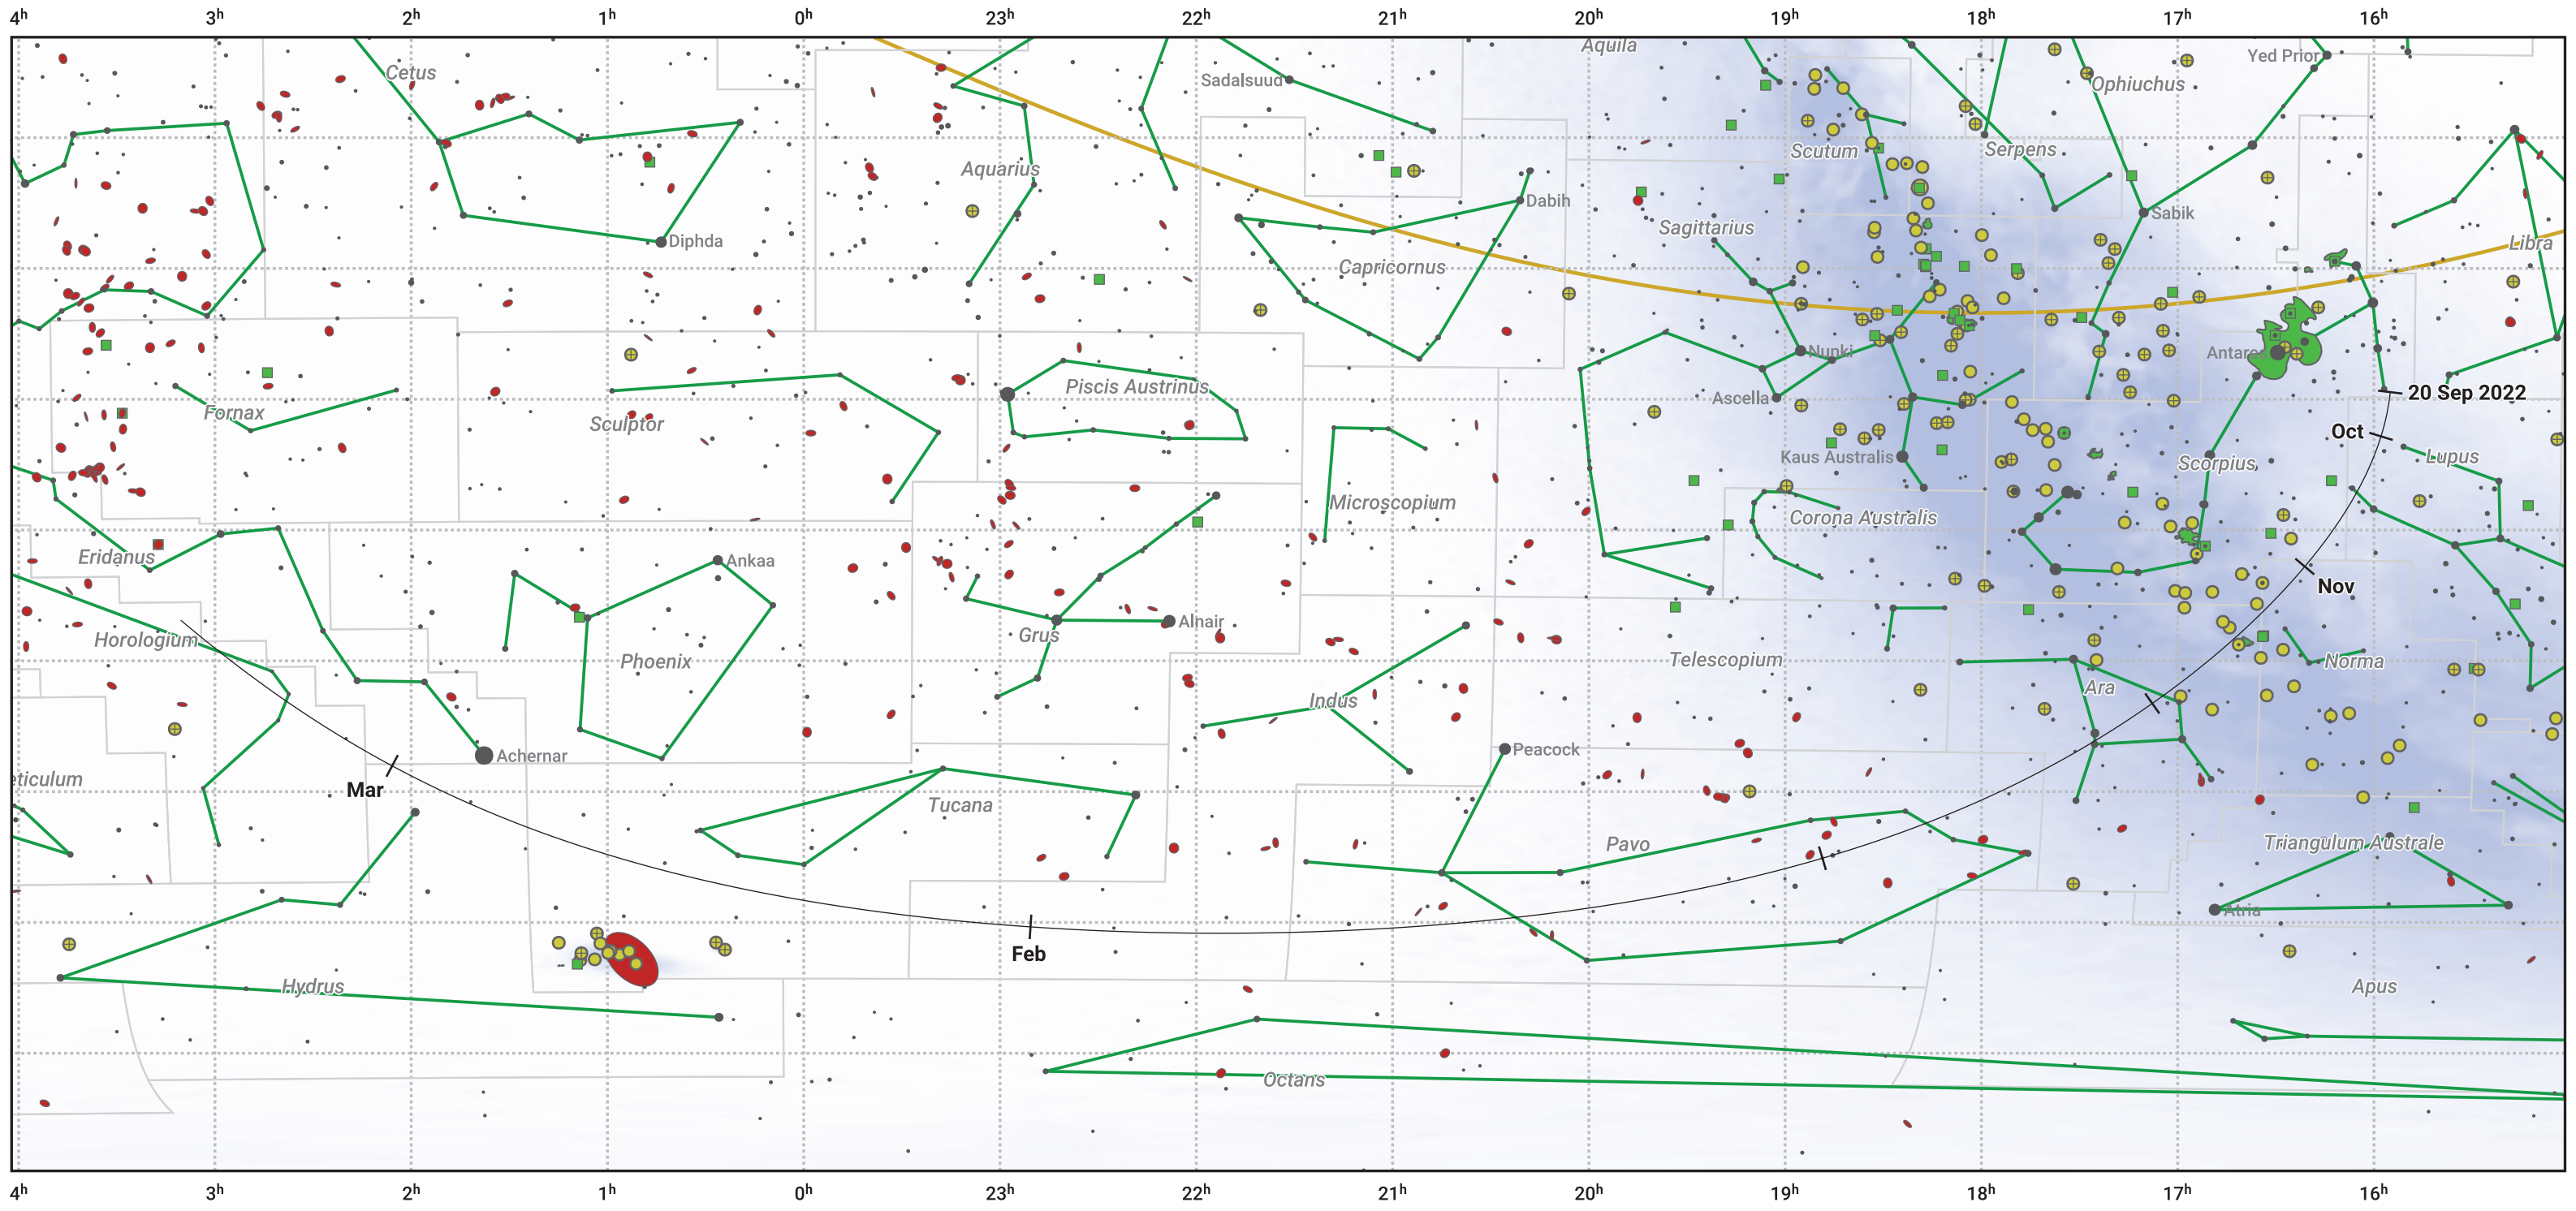 4ʰ 3ʰ 2ʰ 1ʰ 0ʰ 23ʰ 22ʰ 21ʰ 20ʰ 19ʰ 18ʰ 17ʰ 16ʰ
Aquila
Yed Prior
Cetus
Sadalsuud
Ophiuchus
Scutum
Serpens
Aquarius
Dabih
Sabik
Sagittarius
Diphda
Libra
Capricornus
Nunki
Antares
Piscis Austrinus
20 Sep 2022
Ascella
Fornax
Sculptor
Oct
Kaus Australis
Scorpius
Lupus
Microscopium
Corona Australis
Eridanus
Ankaa
Nov
Alnair
Horologium
Grus
Phoenix
Telescopium
Norma
Ara
Indus
Peacock
Achernar
eticulum
Mar
Tucana
Pavo
Triangulum Australe
Atria
Feb
Hydrus
Apus
Octans
4ʰ 3ʰ 2ʰ 1ʰ 0ʰ 23ʰ 22ʰ 21ʰ 20ʰ 19ʰ 18ʰ 17ʰ 16ʰ